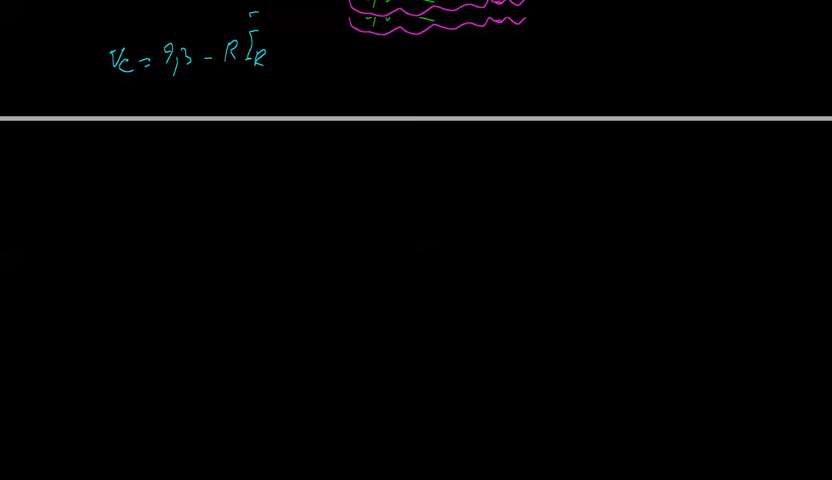 V_C = 9,3 - R I_R